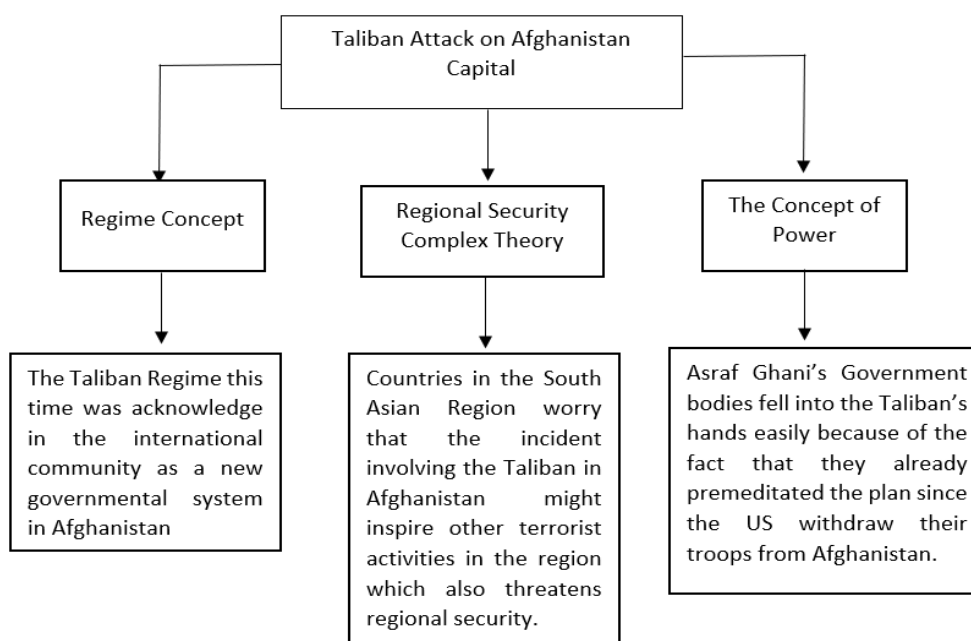 Taliban Attack on Afghanistan
Capital
Regime Concept
Regional Security
Complex Theory
The Concept of
Power
The Taliban Regime this
time was acknowledge
in the international
community as a new
governmental system
in Afghanistan
Countries in the South
Asian Region worry
that the incident
involving the Taliban in
Afghanistan might
inspire other terrorist
activities in the region
which also threatens
regional security.
Asraf Ghani’s Government
bodies fell into the Taliban’s
hands easily because of the
fact that they already
premeditated the plan since
the US withdraw their
troops from Afghanistan.